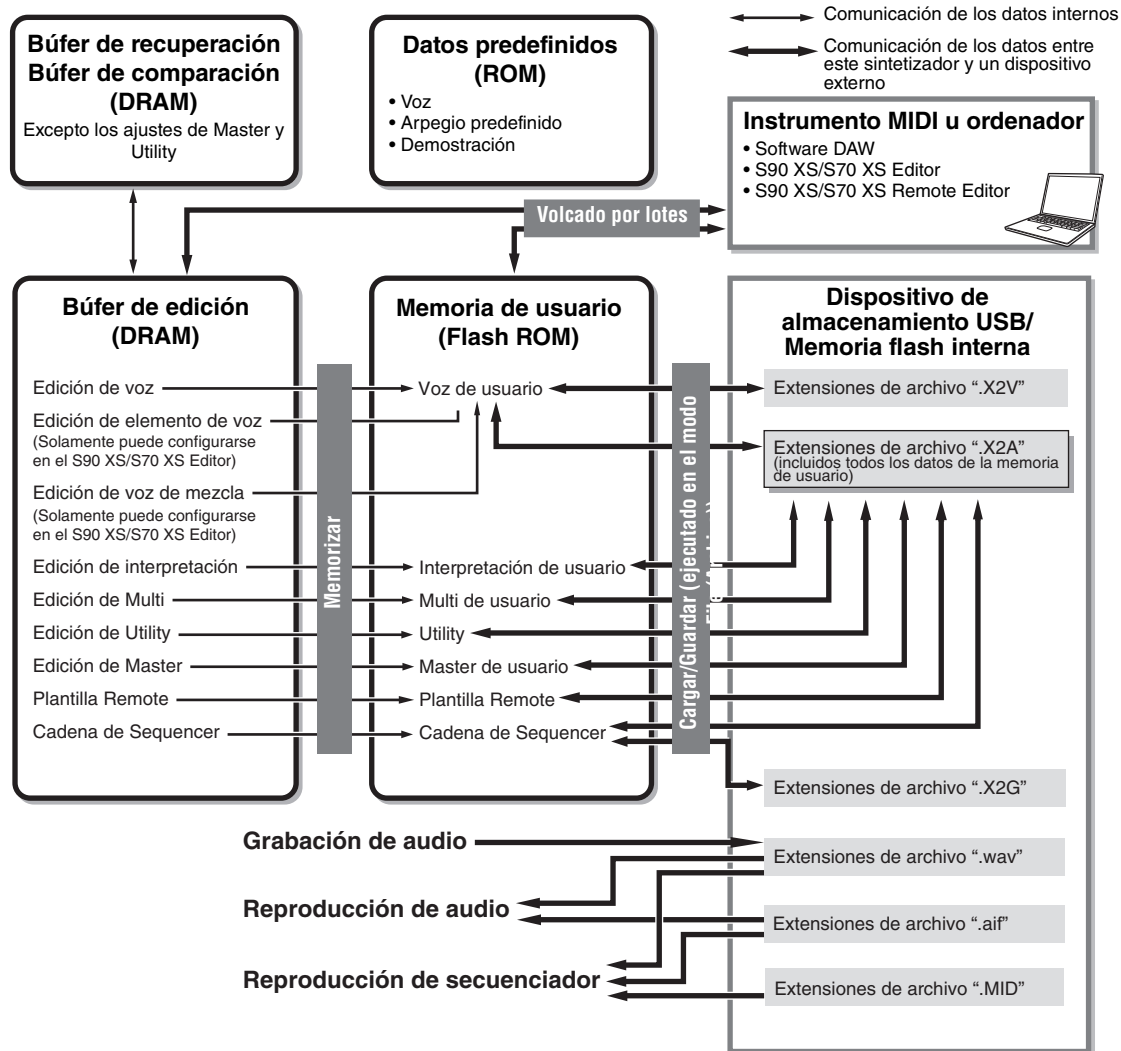 Comunicación de los datos internos
Comunicación de los datos entre
este sintetizador y un dispositivo
externo
Búfer de recuperación
Búfer de comparación
(DRAM)
Excepto los ajustes de Master y
Utility
Datos predefinidos
(ROM)
• Voz
• Arpegio predefinido
• Demostración
Instrumento MIDI u ordenador
• Software DAW
• S90 XS/S70 XS Editor
• S90 XS/S70 XS Remote Editor
Volcado por lotes
Búfer de edición
(DRAM)
Edición de voz
Edición de elemento de voz
(Solamente puede configurarse
en el S90 XS/S70 XS Editor)
Edición de voz de mezcla
(Solamente puede configurarse
en el S90 XS/S70 XS Editor)
Edición de interpretación
Edición de Multi
Edición de Utility
Edición de Master
Plantilla Remote
Cadena de Sequencer
Memorizar
Memoria de usuario
(Flash ROM)
Voz de usuario
Interpretación de usuario
Multi de usuario
Utility
Master de usuario
Plantilla Remote
Cadena de Sequencer
Cargar/Guardar (ejecutado en el modo
Dispositivo de
almacenamiento USB/
Memoria flash interna
Extensiones de archivo “.X2V”
Extensiones de archivo “.X2A”
(incluidos todos los datos de la memoria
de usuario)
Extensiones de archivo “.X2G”
Extensiones de archivo “.wav”
Extensiones de archivo “.aif”
Extensiones de archivo “.MID”
Grabación de audio
Reproducción de audio
Reproducción de secuenciador